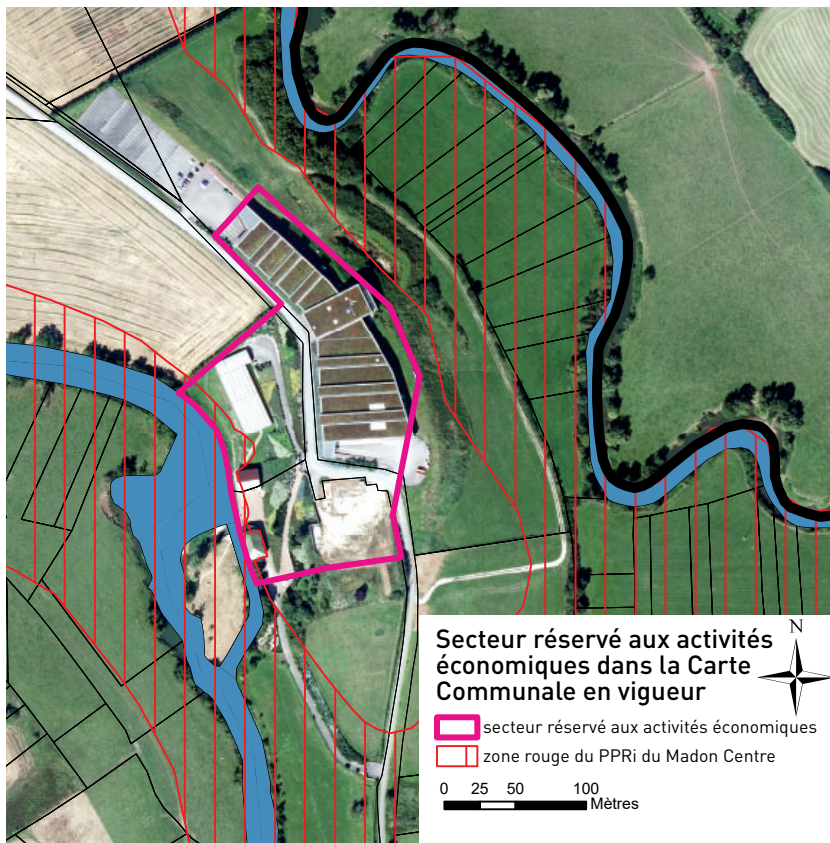 Secteur réservé aux activités
économiques dans la Carte
Communale en vigueur
N
secteur réservé aux activités économiques
zone rouge du PPRi du Madon Centre
0 25 50 100
Mètres